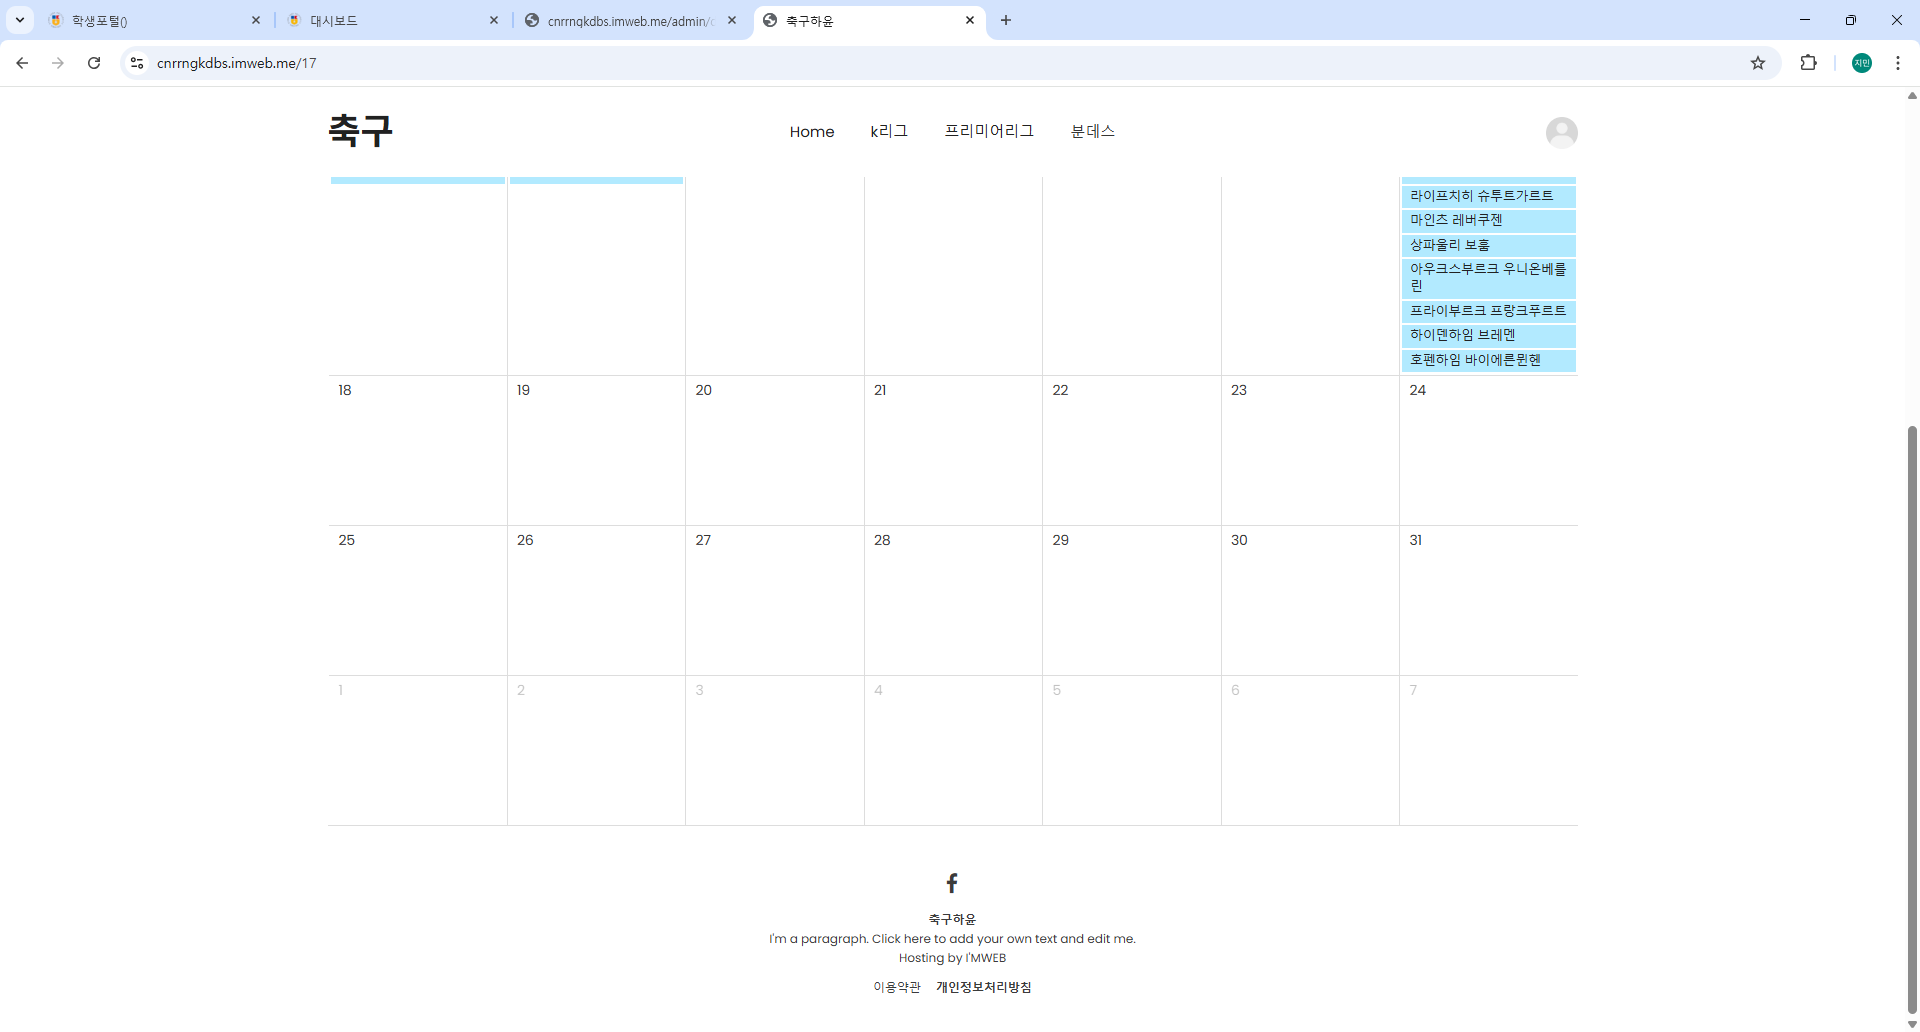 학생포털()
대시보드
cnrrngkdbs.imweb.me/admin/c
축구하윤
cnrrngkdbs.imweb.me/17
지민
축구
Home
k리그
프리미어리그
분데스
라이프치히 슈투트가르트
마인츠 레버쿠젠
상파울리 보훔
아우크스부르크 우니온베를
린
프라이부르크 프랑크푸르트
하이덴하임 브레멘
호펜하임 바이에른뮌헨
18 19 20 21 22 23 24
25 26 27 28 29 30 31
1 2 3 4 5 6 7
축구하윤
I'm a paragraph. Click here to add your own text and edit me.
Hosting by I'MWEB
이용약관 개인정보처리방침